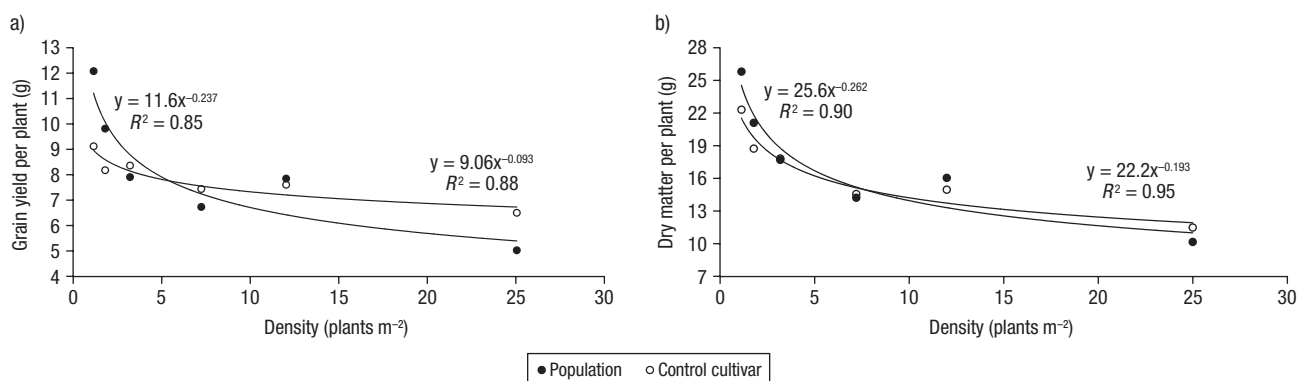 a)
13
12
11
10
9
8
7
6
5
4
Grain yield per plant (g)
y = 11.6x⁻⁰·²³⁷
R² = 0.85
y = 9.06x⁻⁰·⁰⁹³
R² = 0.88
0 5 10 15 20 25 30
Density (plants m⁻²)
b)
28
25
22
19
16
13
10
7
Dry matter per plant (g)
y = 25.6x⁻⁰·²⁶²
R² = 0.90
y = 22.2x⁻⁰·¹⁹³
R² = 0.95
0 5 10 15 20 25 30
Density (plants m⁻²)
● Population ○ Control cultivar